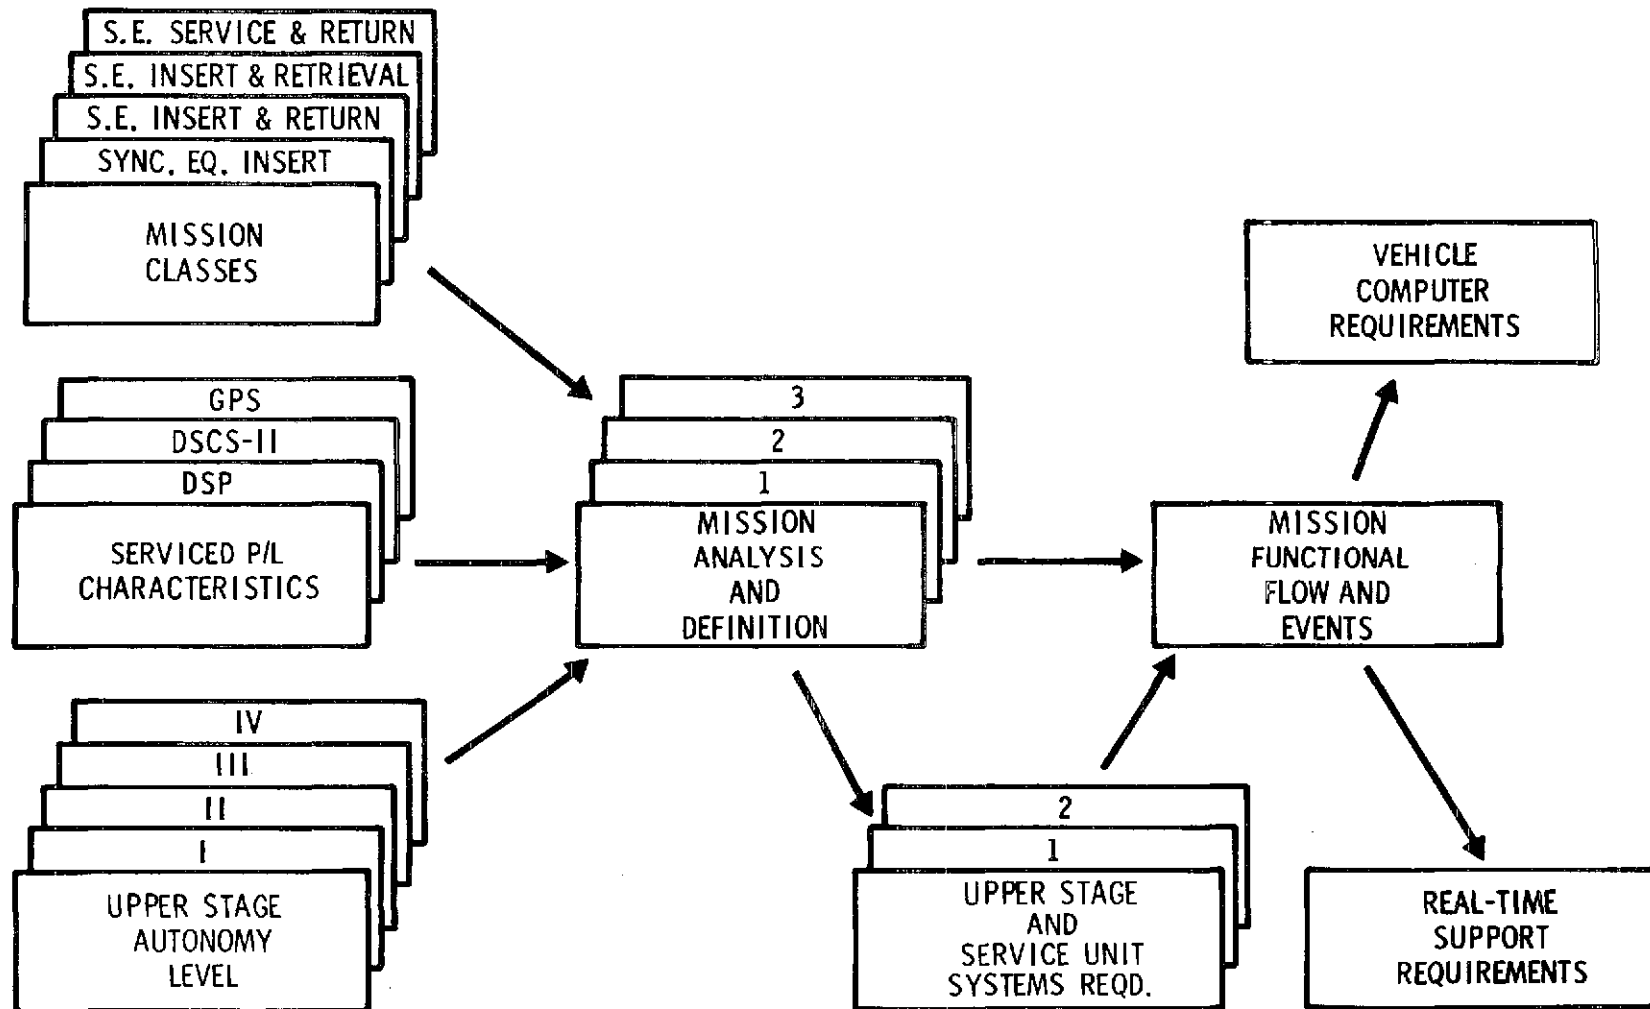 S.E. SERVICE & RETURN
S.E. INSERT & RETRIEVAL
S.E. INSERT & RETURN
SYNC. EQ. INSERT
MISSION
CLASSES
GPS
DSCS-II
DSP
SERVICED P/L
CHARACTERISTICS
IV
III
II
I
UPPER STAGE
AUTONOMY
LEVEL
3
2
1
MISSION
ANALYSIS
AND
DEFINITION
2
1
UPPER STAGE
AND
SERVICE UNIT
SYSTEMS REQD.
MISSION
FUNCTIONAL
FLOW AND
EVENTS
VEHICLE
COMPUTER
REQUIREMENTS
REAL-TIME
SUPPORT
REQUIREMENTS